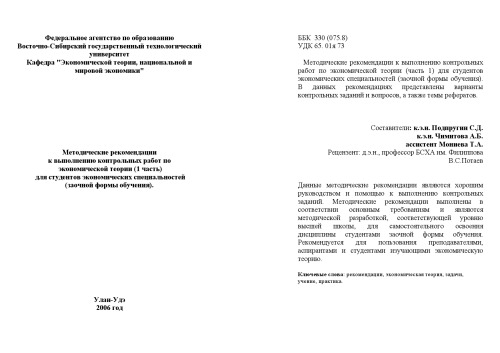 Федеральное агентство по образованию
Восточно-Сибирский государственный технологический
университет
Кафедра "Экономической теории, национальной и
мировой экономики"
Методические рекомендации
к выполнению контрольных работ по
экономической теории (1 часть)
для студентов экономических специальностей
(заочной формы обучения).
Улан-Удэ
2006 год
ББК 330 (075.8)
УДК 65. 01я 73
Методические рекомендации к выполнению контрольных
работ по экономической теории (часть 1) для студентов
экономических специальностей (заочной формы обучения).
В данных рекомендациях представлены варианты
контрольных заданий и вопросов, а также темы рефератов.
Составители: к.э.н. Подпругин С.Д.
к.э.н. Чимитова А.Б.
ассистент Мониева Т.А.
Рецензент: д.э.н., профессор БСХА им. Филиппова
В.С.Потаев
Данные методические рекомендации являются хорошим
руководством и помощью к выполнению контрольных
заданий. Методические рекомендации выполнены в
соответствии основным требованиям и являются
методической разработкой, соответствующей уровню
высшей школы, для самостоятельного освоения
дисциплины студентами заочной формы обучения.
Рекомендуется для пользования преподавателями,
аспирантами и студентами изучающими экономическую
теорию.
Ключевые слова: рекомендации, экономическая теория, задачи,
учение, практика.